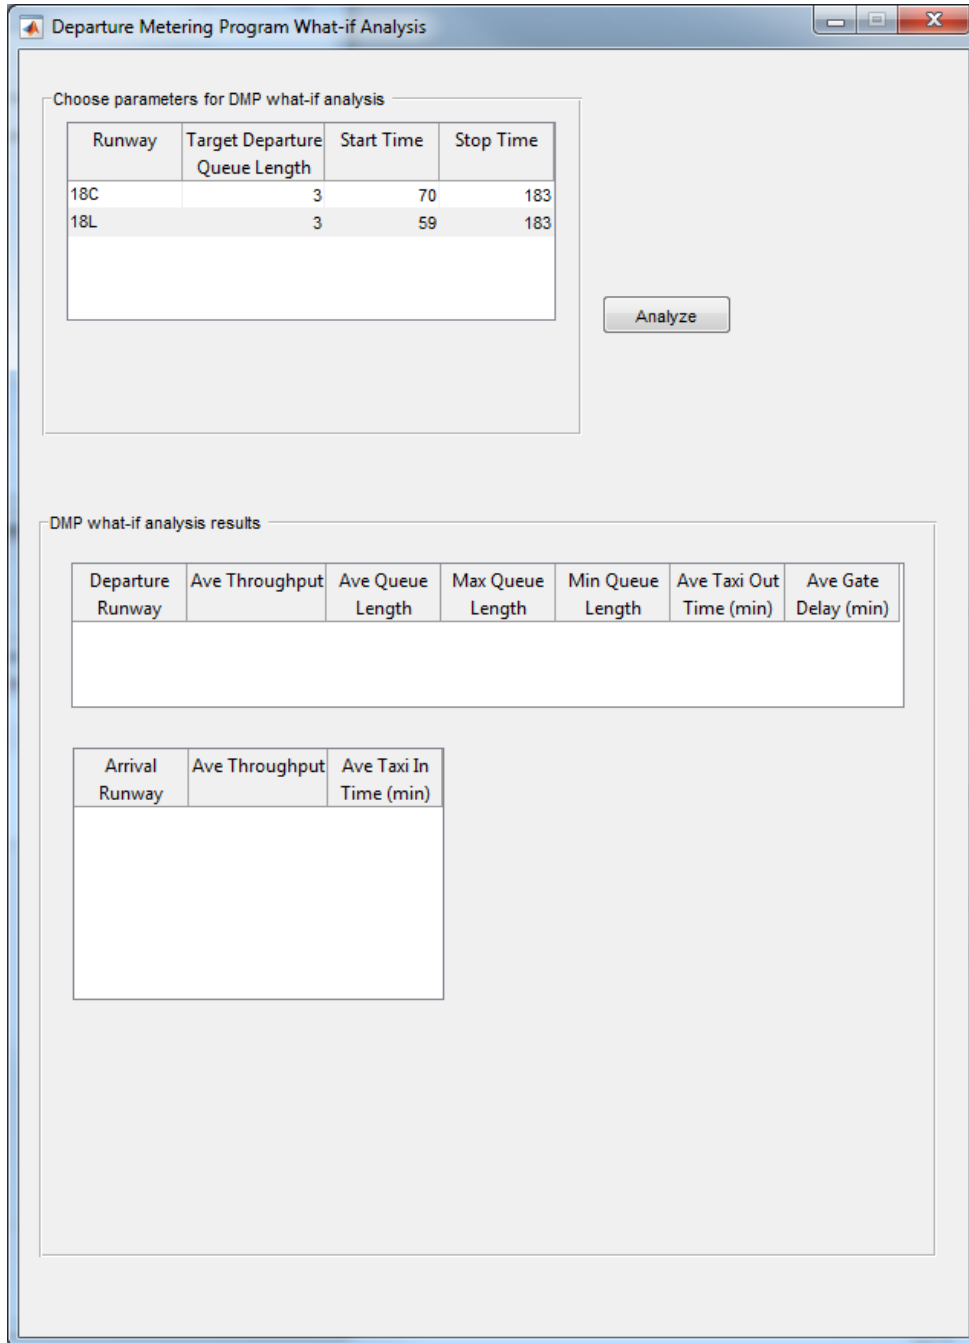 Departure Metering Program What-if Analysis
Choose parameters for DMP what-if analysis
Runway Target Departure Queue Length Start Time Stop Time
18C 3 70 183
18L 3 59 183
Analyze
DMP what-if analysis results
Departure Runway Ave Throughput Ave Queue Length Max Queue Length Min Queue Length Ave Taxi Out Time (min) Ave Gate Delay (min)
Arrival Runway Ave Throughput Ave Taxi In Time (min)